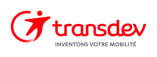 transdev
INVENTONS VOTRE MOBILITÉ